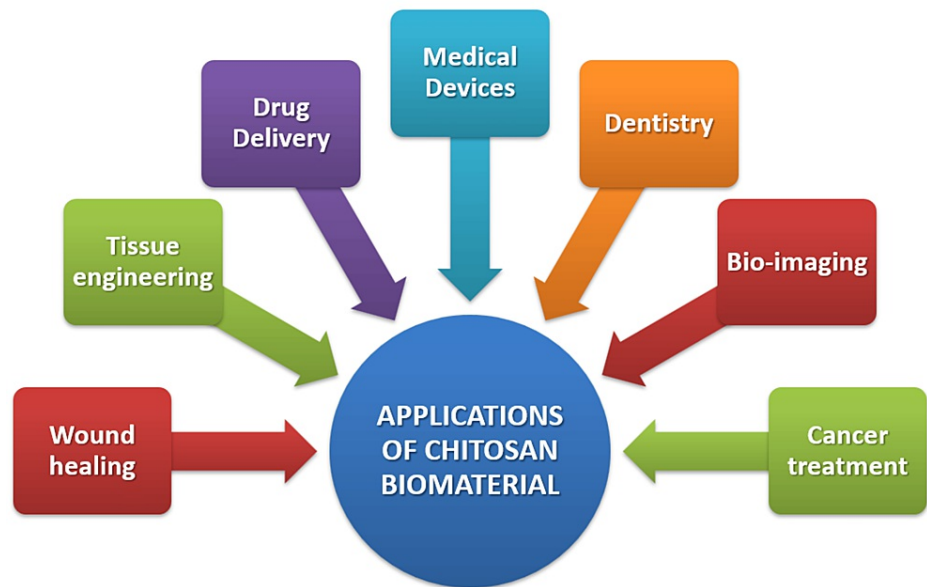 Medical
Devices
Drug
Delivery
Dentistry
Tissue
engineering
Bio-imaging
Wound
healing
APPLICATIONS
OF CHITOSAN
BIOMATERIAL
Cancer
treatment